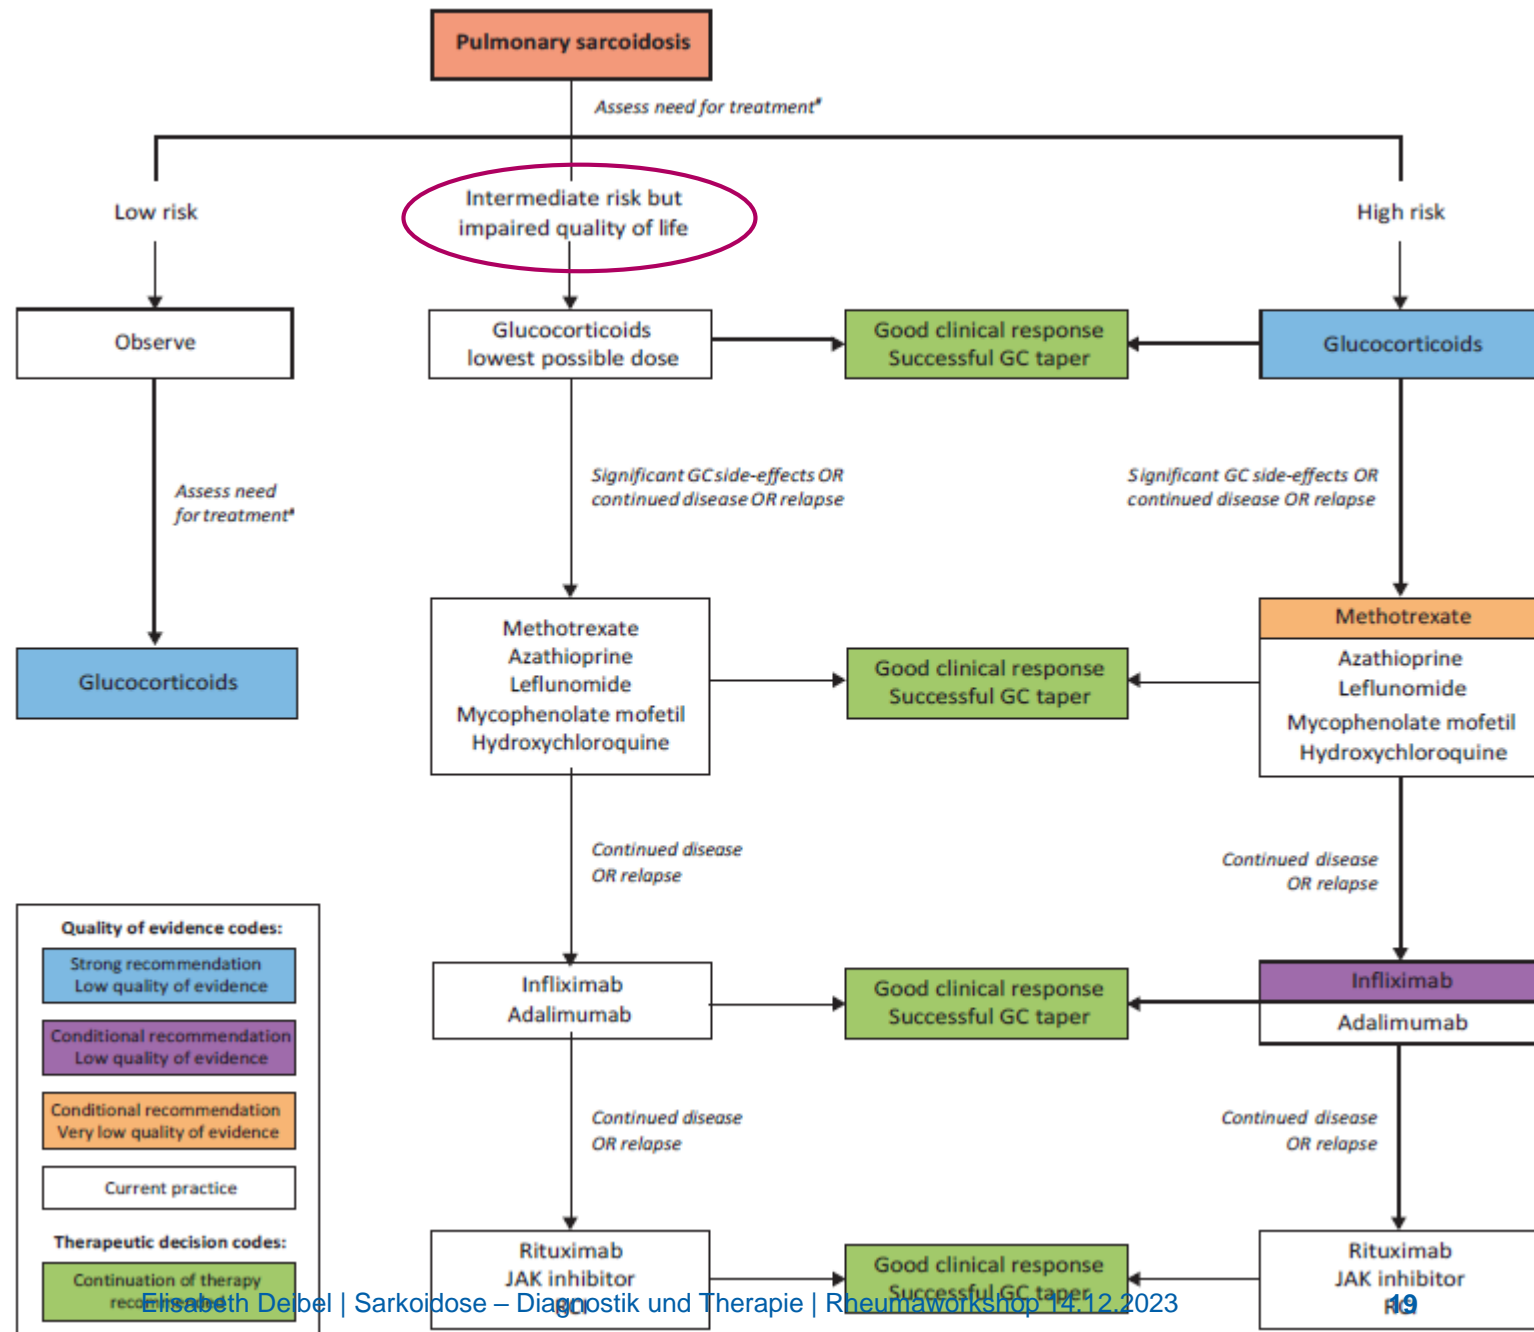 Pulmonary sarcoidosis
Assess need for treatment#
Low risk
Intermediate risk but
impaired quality of life
High risk
Observe
Glucocorticoids
lowest possible dose
Good clinical response
Successful GC taper
Glucocorticoids
Assess need
for treatment#
Significant GC side-effects OR
continued disease OR relapse
Significant GC side-effects OR
continued disease OR relapse
Glucocorticoids
Methotrexate
Azathioprine
Leflunomide
Mycophenolate mofetil
Hydroxychloroquine
Good clinical response
Successful GC taper
Methotrexate
Azathioprine
Leflunomide
Mycophenolate mofetil
Hydroxychloroquine
Continued disease
OR relapse
Continued disease
OR relapse
Infliximab
Adalimumab
Good clinical response
Successful GC taper
Infliximab
Adalimumab
Continued disease
OR relapse
Continued disease
OR relapse
Rituximab
JAK inhibitor
RCI
Good clinical response
Successful GC taper
Rituximab
JAK inhibitor
RCI
Quality of evidence codes:
Strong recommendation
Low quality of evidence
Conditional recommendation
Low quality of evidence
Conditional recommendation
Very low quality of evidence
Current practice
Therapeutic decision codes:
Continuation of therapy
recommended
Elisabeth Deibel | Sarkoidose – Diagnostik und Therapie | Rheumaworkshop 14.12.2023
19